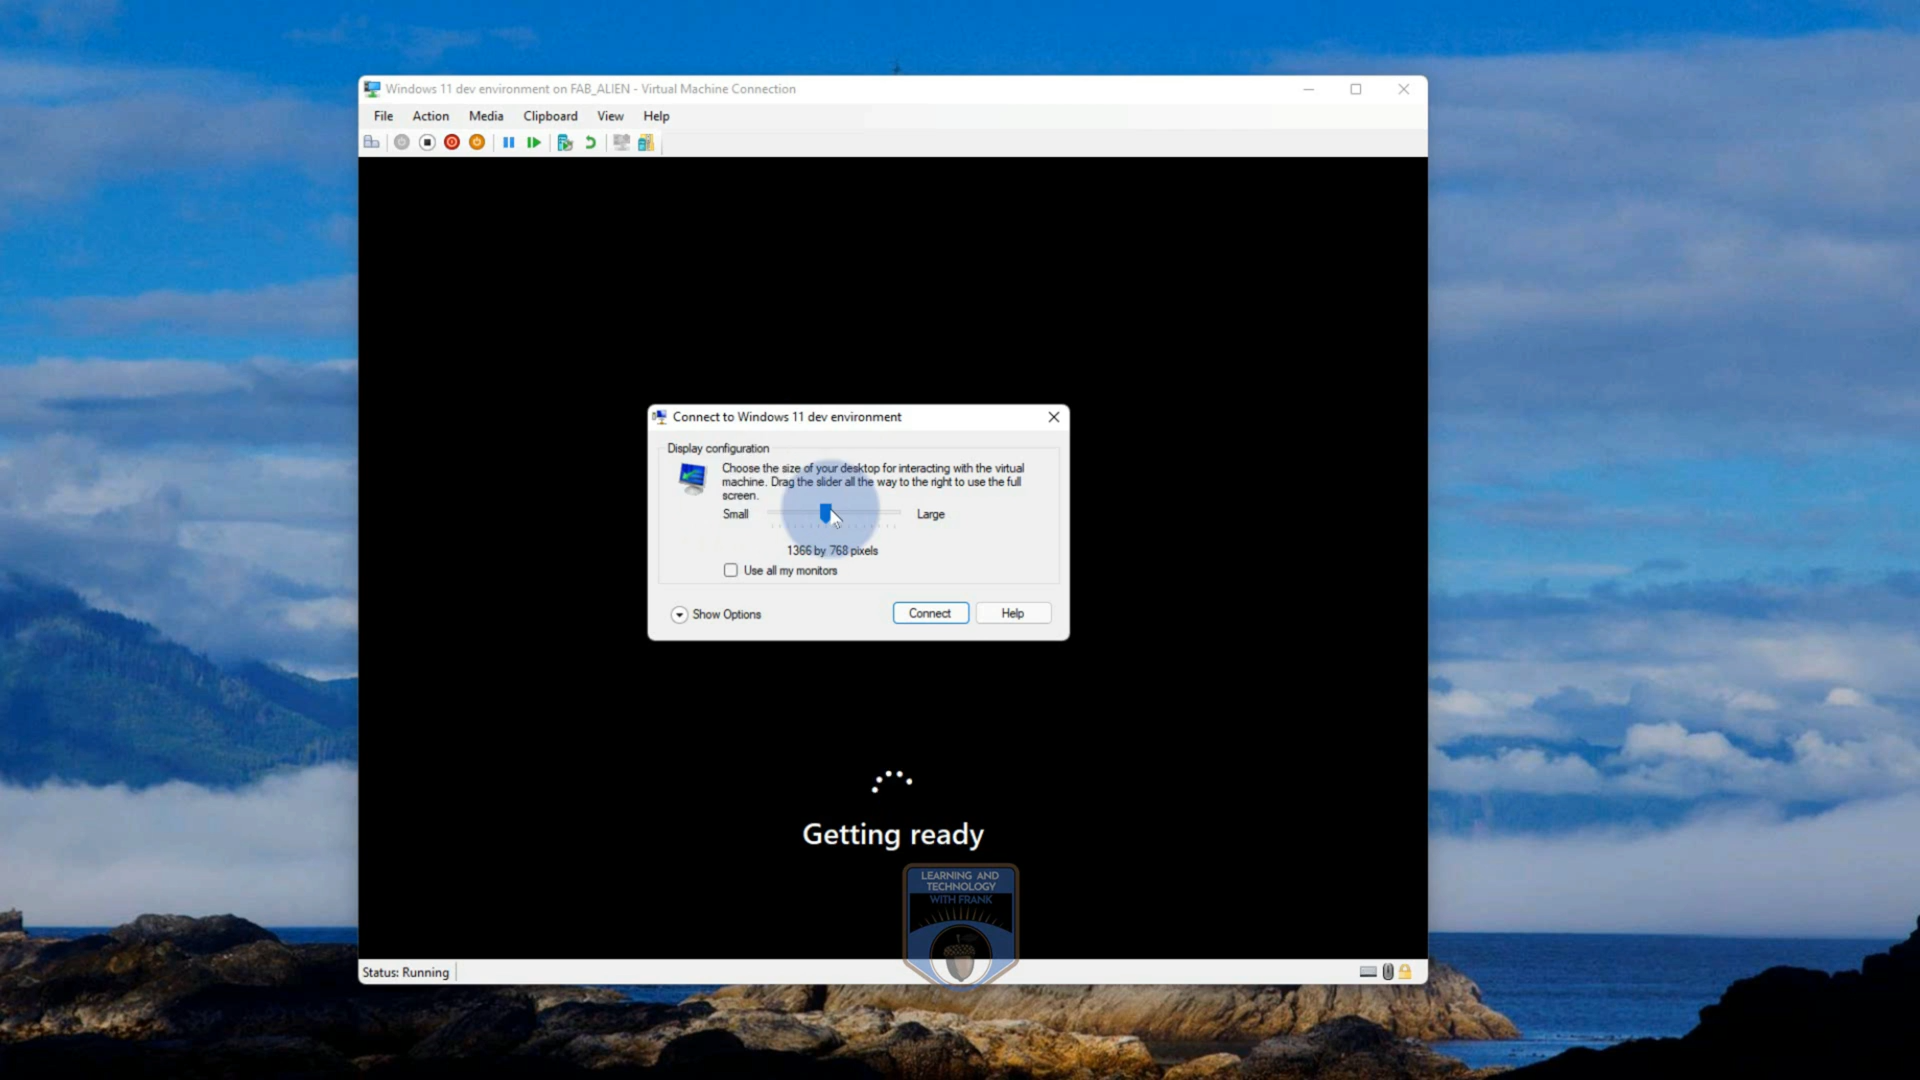 Windows 11 dev environment on FAB_ALIEN - Virtual Machine Connection
File Action Media Clipboard View Help
Connect to Windows 11 dev environment
Display configuration
Choose the size of your desktop for interacting with the virtual
machine. Drag the slider all the way to the right to use the full
screen.
Small Large
1366 by 768 pixels
Use all my monitors
Show Options Connect Help
Getting ready
LEARNING AND
TECHNOLOGY
WITH FRANK
Status: Running